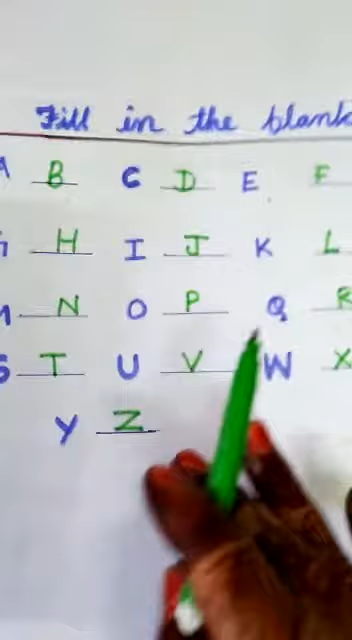 Fill in the blank
A B C D E F
G H I J K L
M N O P Q R
S T U V W X
Y Z